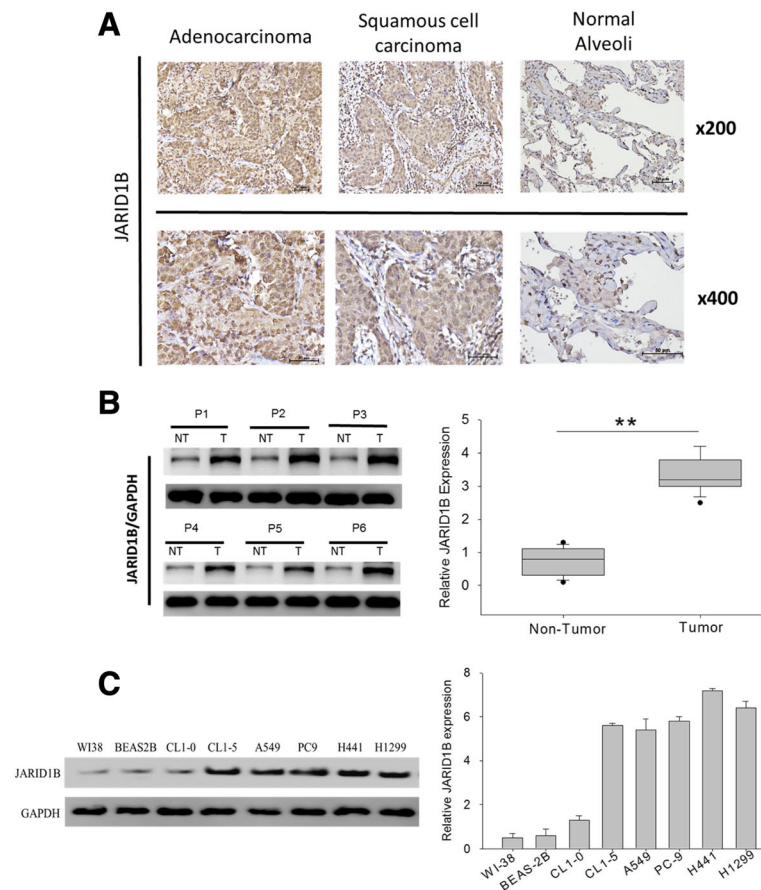 A
Adenocarcinoma
Squamous cell
carcinoma
Normal
Alveoli
JARID1B
x200
x400
50 µm
B
P1 P2 P3
NT T NT T NT T
JARID1B/GAPDH
P4 P5 P6
NT T NT T NT T
Relative JARID1B Expression
5
4
3
2
1
0
**
Non-Tumor Tumor
C
WI38 BEAS2B CL1-0 CL1-5 A549 PC9 H441 H1299
JARID1B
GAPDH
Relative JARID1B expression
8
6
4
2
0
WI-38 BEAS-2B CL1-0 CL1-5 A549 PC-9 H441 H1299